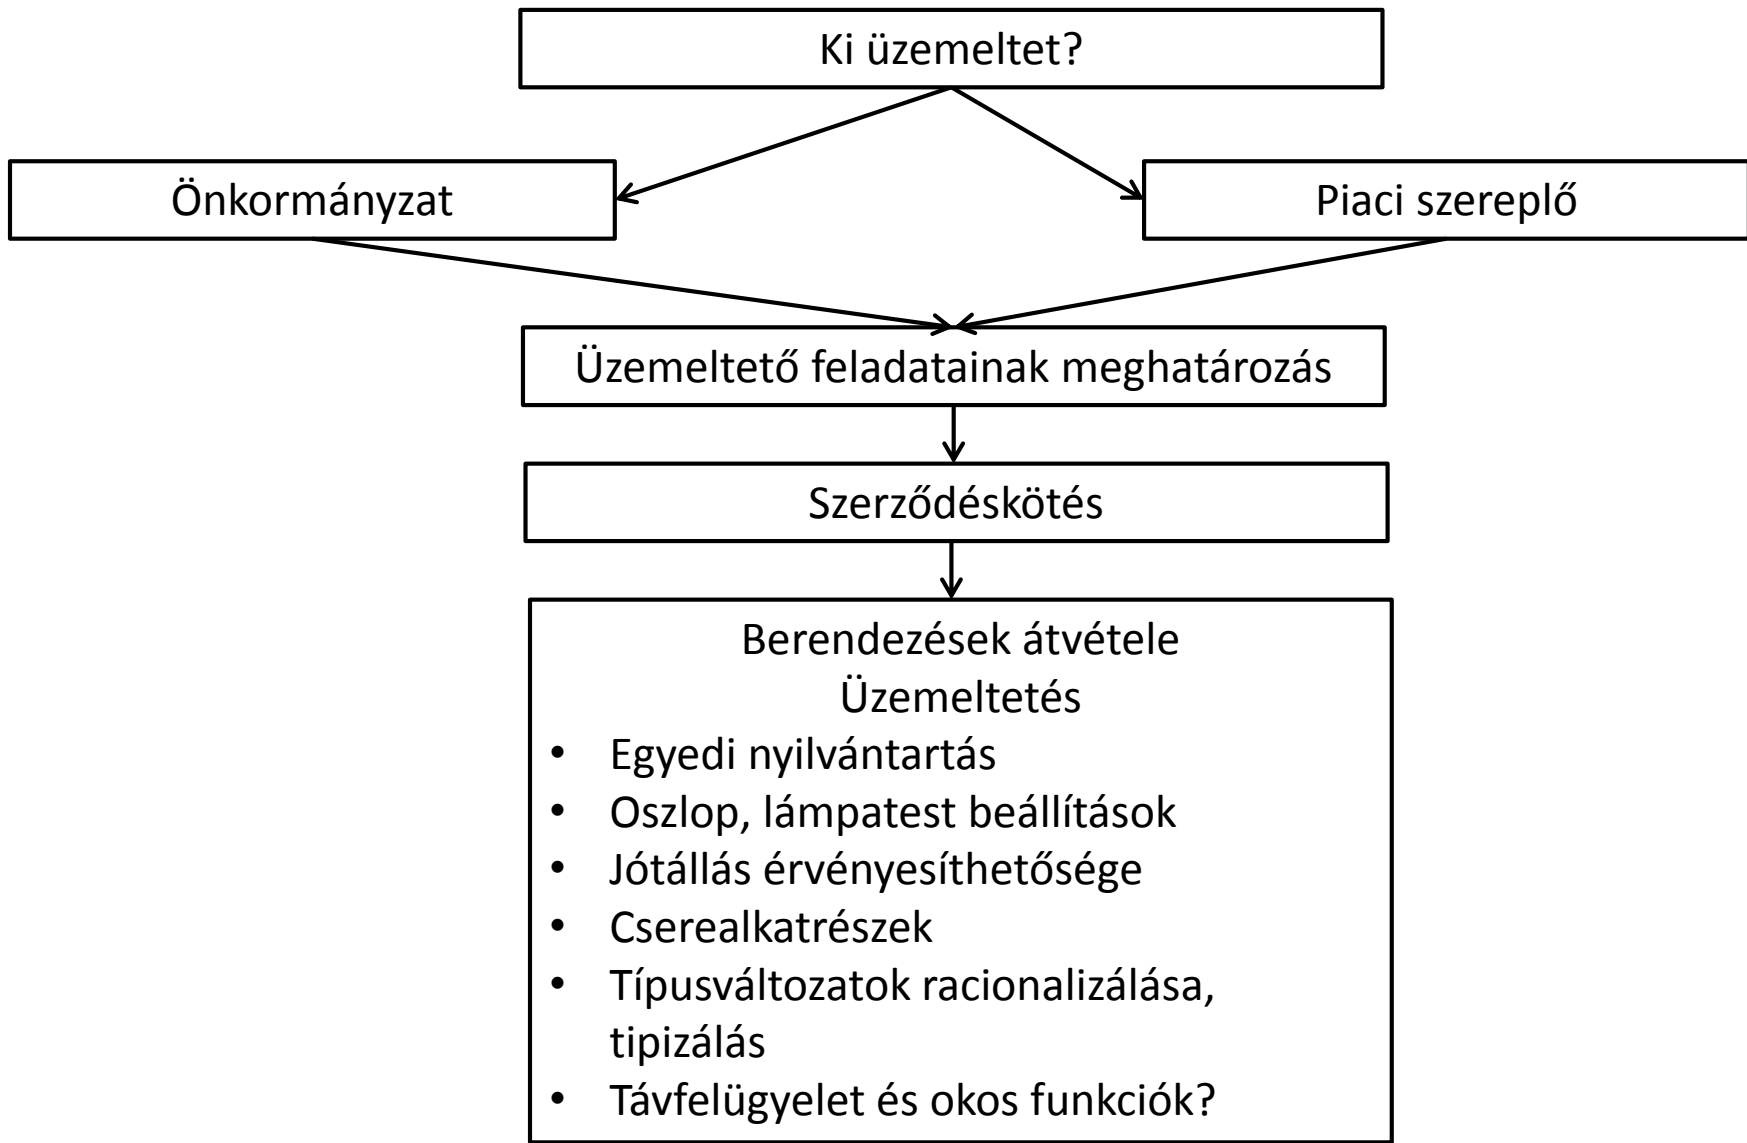 Ki üzemeltet?
Önkormányzat
Piaci szereplő
Üzemeltető feladatainak meghatározás
Szerződéskötés
Berendezések átvétele
Üzemeltetés
• Egyedi nyilvántartás
• Oszlop, lámpatest beállítások
• Jótállás érvényesíthetősége
• Cserealkatrészek
• Típusváltozatok racionalizálása,
tipizálás
• Távfelügyelet és okos funkciók?